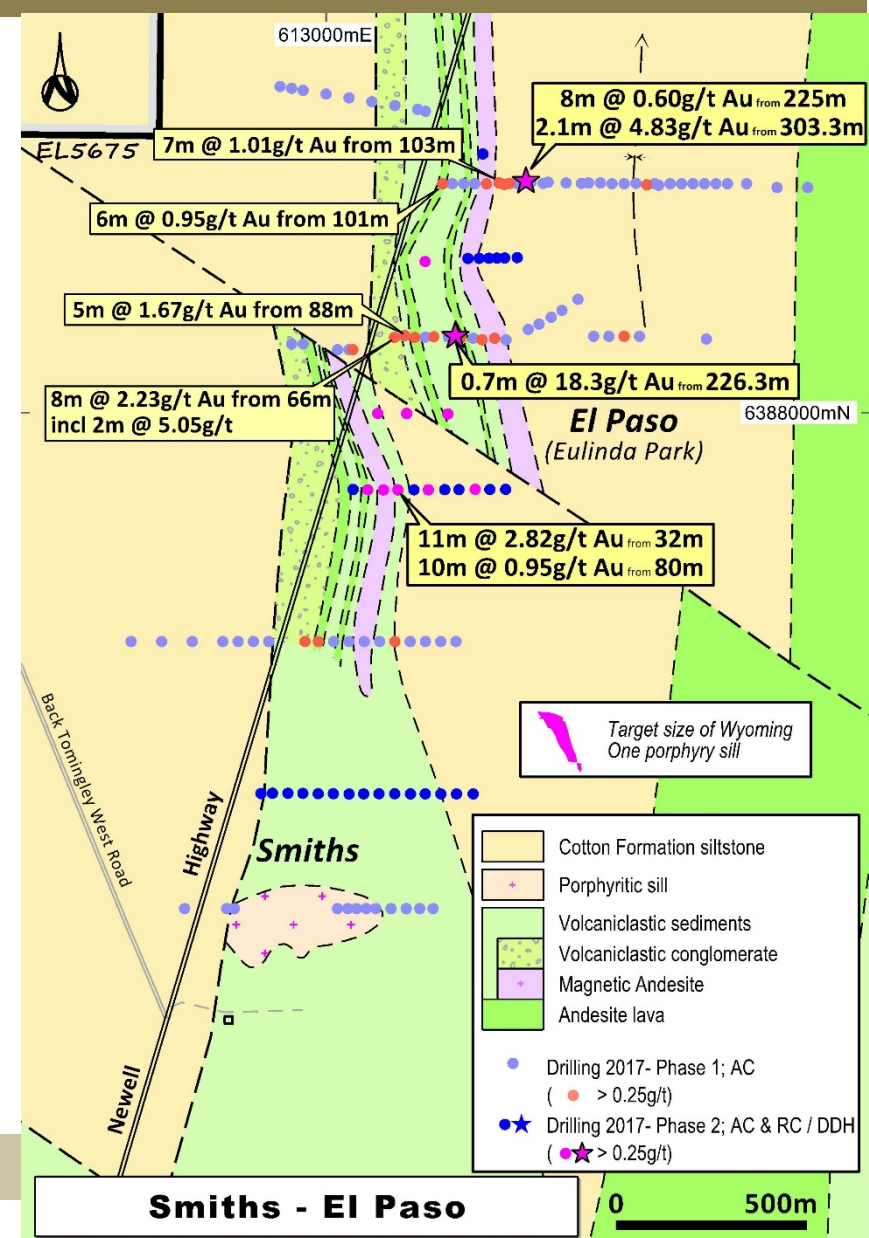 613000mE
N
EL5675
8m @ 0.60g/t Au from 225m
2.1m @ 4.83g/t Au from 303.3m
7m @ 1.01g/t Au from 103m
6m @ 0.95g/t Au from 101m
5m @ 1.67g/t Au from 88m
0.7m @ 18.3g/t Au from 226.3m
8m @ 2.23g/t Au from 66m
incl 2m @ 5.05g/t
El Paso
(Eulinda Park)
6388000mN
11m @ 2.82g/t Au from 32m
10m @ 0.95g/t Au from 80m
Back Tomingley West Road
Target size of Wyoming
One porphyry sill
Newell Highway
Smiths
Cotton Formation siltstone
Porphyritic sill
Volcaniclastic sediments
Volcaniclastic conglomerate
Magnetic Andesite
Andesite lava
Drilling 2017- Phase 1; AC
( > 0.25g/t)
Drilling 2017- Phase 2; AC & RC / DDH
( > 0.25g/t)
Smiths - El Paso
0 500m